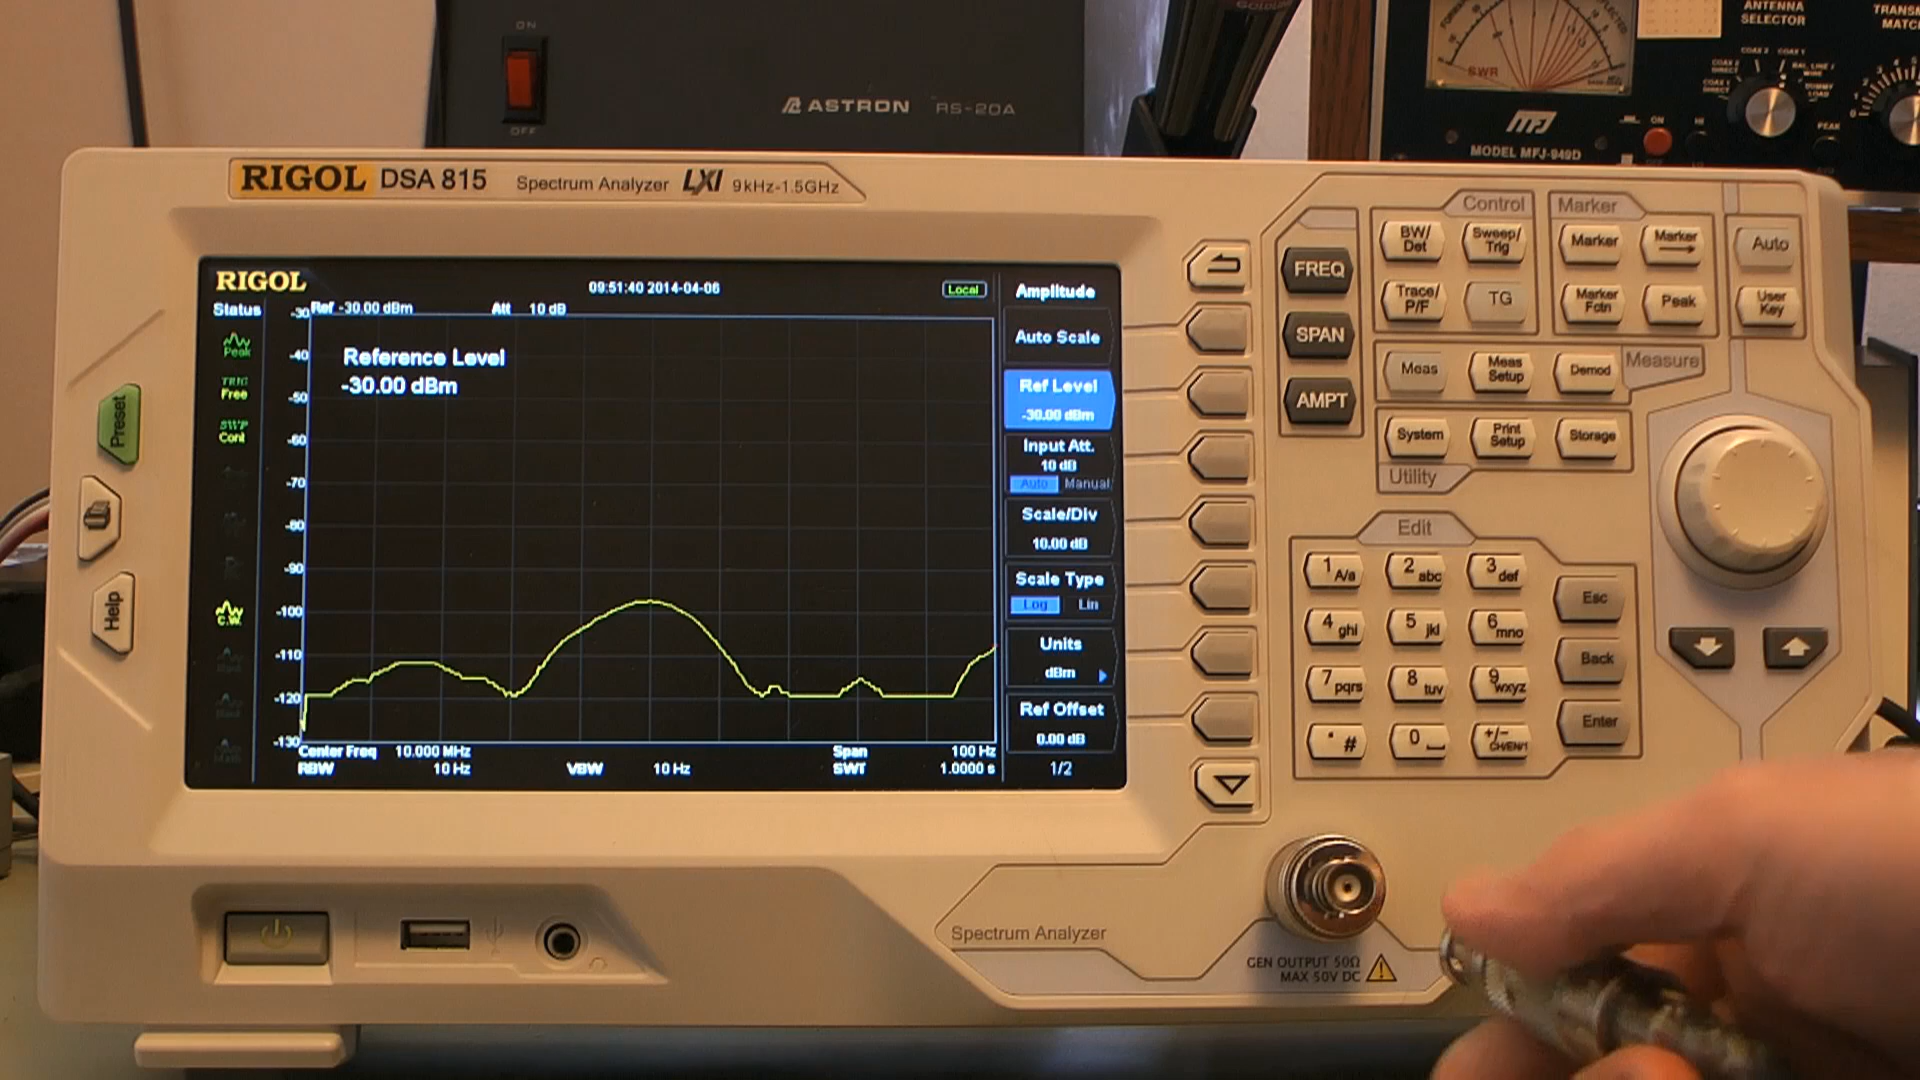 ON
OFF
ASTRON RS-20A
SWR
MFJ
MODEL MFJ-949D
ANTENNA
SELECTOR
ON
PEAK
RIGOL DSA 815 Spectrum Analyzer LXI 9kHz-1.5GHz
RIGOL
09:51:40 2014-04-06
Local
Status
Ref -30.00 dBm Att 10 dB
Peak
TRIG
Free
SWP
Cont
C.W.
Reference Level
-30.00 dBm
-30
-40
-50
-60
-70
-80
-90
-100
-110
-120
-130
Center Freq 10.000 MHz Span 100 Hz
RBW 10 Hz VBW 10 Hz SWT 1.0000 s
Amplitude
Auto Scale
Ref Level
-30.00 dBm
Input Att.
10 dB
Auto Manual
Scale/Div
10.00 dB
Scale Type
Log Lin
Units
dBm
Ref Offset
0.00 dB
1/2
Preset
Help
FREQ
SPAN
AMPT
Control
BW/
Det
Sweep/
Trig
Trace/
P/F
TG
Marker
Marker
Marker
Marker
Fctn
Peak
Auto
User
Key
Meas
Meas
Setup
Demod
Measure
System
Print
Setup
Storage
Utility
Edit
1 A/a
2 abc
3 def
4 ghi
5 jkl
6 mno
7 pqrs
8 tuv
9 wxyz
. #
0
+/-
CH/EN/1
Esc
Back
Enter
Spectrum Analyzer
GEN OUTPUT 50Ω
MAX 50V DC